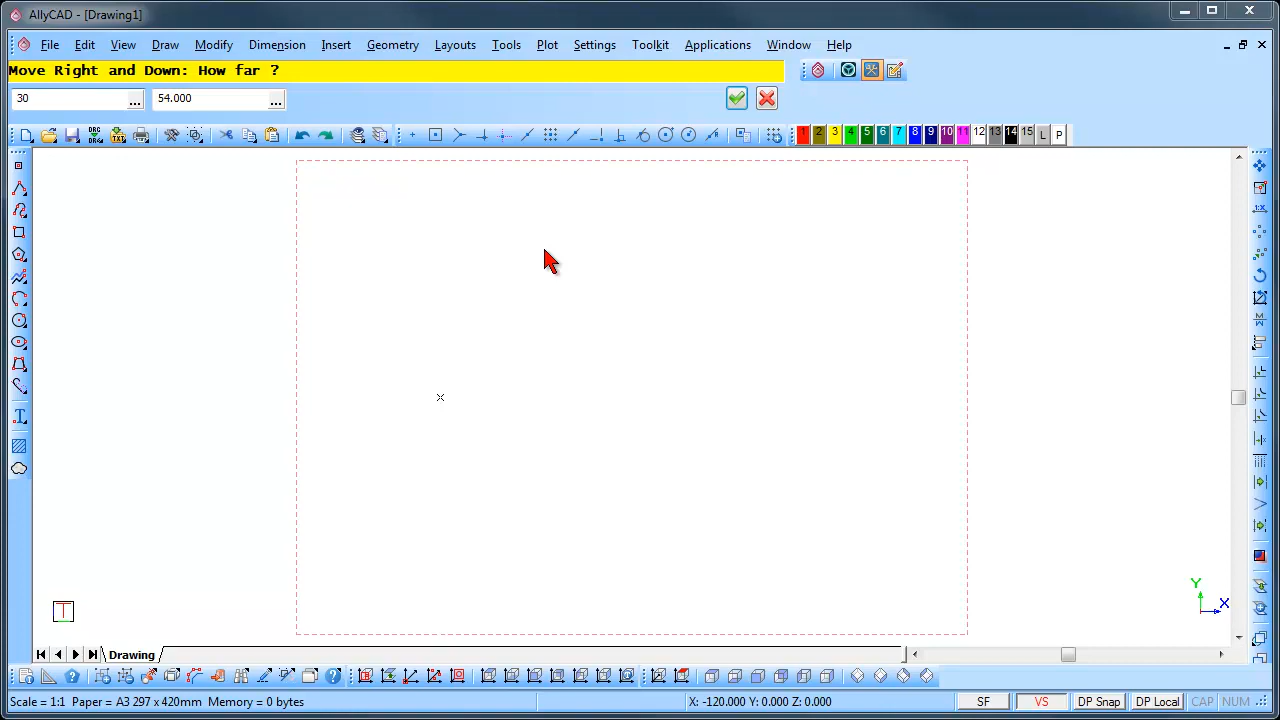 AllyCAD - [Drawing1]
File Edit View Draw Modify Dimension Insert Geometry Layouts Tools Plot Settings Toolkit Applications Window Help
Move Right and Down: How far ?
30 ... 54.000 ...
1 2 3 4 5 6 7 8 9 10 11 12 13 14 15 L P
Y
X
Drawing
Scale = 1:1 Paper = A3 297 x 420mm Memory = 0 bytes X: -120.000 Y: 0.000 Z: 0.000 SF VS DP Snap DP Local CAP NUM